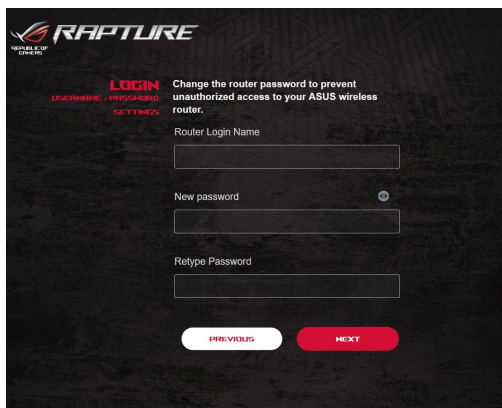 REPUBLIC OF
GAMERS
RAPTURE
LOGIN
USERNAME / PASSWORD
SETTINGS
Change the router password to prevent
unauthorized access to your ASUS wireless
router.
Router Login Name
New password
Retype Password
PREVIOUS
NEXT